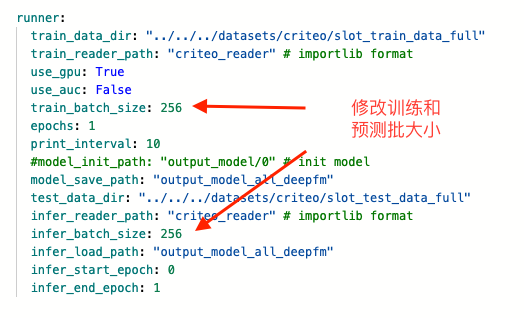 runner:
train_data_dir: "../../../datasets/criteo/slot_train_data_full"
train_reader_path: "criteo_reader" # importlib format
use_gpu: True
use_auc: False
train_batch_size: 256
epochs: 1
print_interval: 10
#model_init_path: "output_model/0" # init model
model_save_path: "output_model_all_deepfm"
test_data_dir: "../../../datasets/criteo/slot_test_data_full"
infer_reader_path: "criteo_reader" # importlib format
infer_batch_size: 256
infer_load_path: "output_model_all_deepfm"
infer_start_epoch: 0
infer_end_epoch: 1
修改训练和
预测批大小